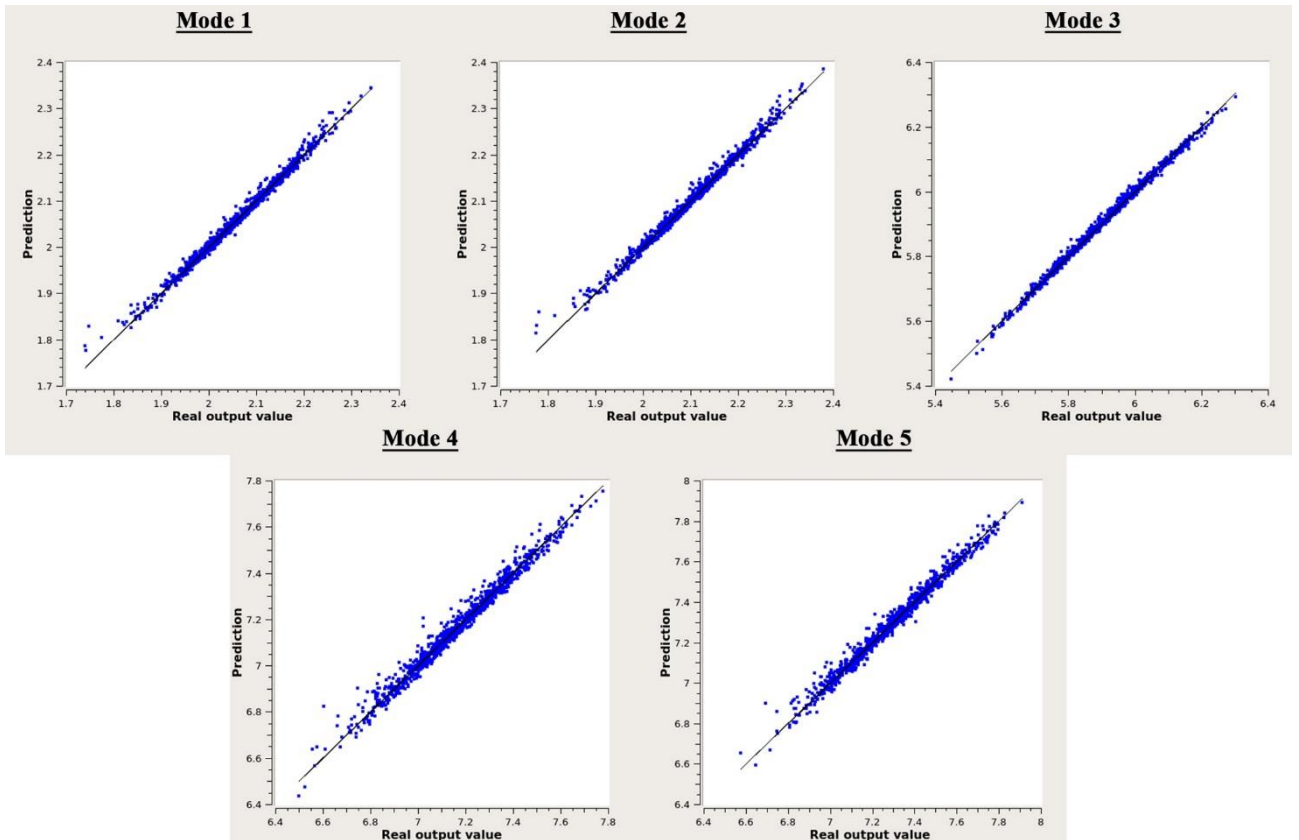 Mode 1
Mode 2
Mode 3
2.4
2.3
2.2
2.1
2
1.9
1.8
1.7
Prediction
1.7 1.8 1.9 2 2.1 2.2 2.3 2.4
Real output value
2.4
2.3
2.2
2.1
2
1.9
1.8
1.7
Prediction
1.7 1.8 1.9 2 2.1 2.2 2.3 2.4
Real output value
6.4
6.2
6
5.8
5.6
5.4
Prediction
5.4 5.6 5.8 6 6.2 6.4
Real output value
Mode 4
Mode 5
7.8
7.6
7.4
7.2
7
6.8
6.6
6.4
Prediction
6.4 6.6 6.8 7 7.2 7.4 7.6 7.8
Real output value
8
7.8
7.6
7.4
7.2
7
6.8
6.6
6.4
Prediction
6.4 6.6 6.8 7 7.2 7.4 7.6 7.8 8
Real output value